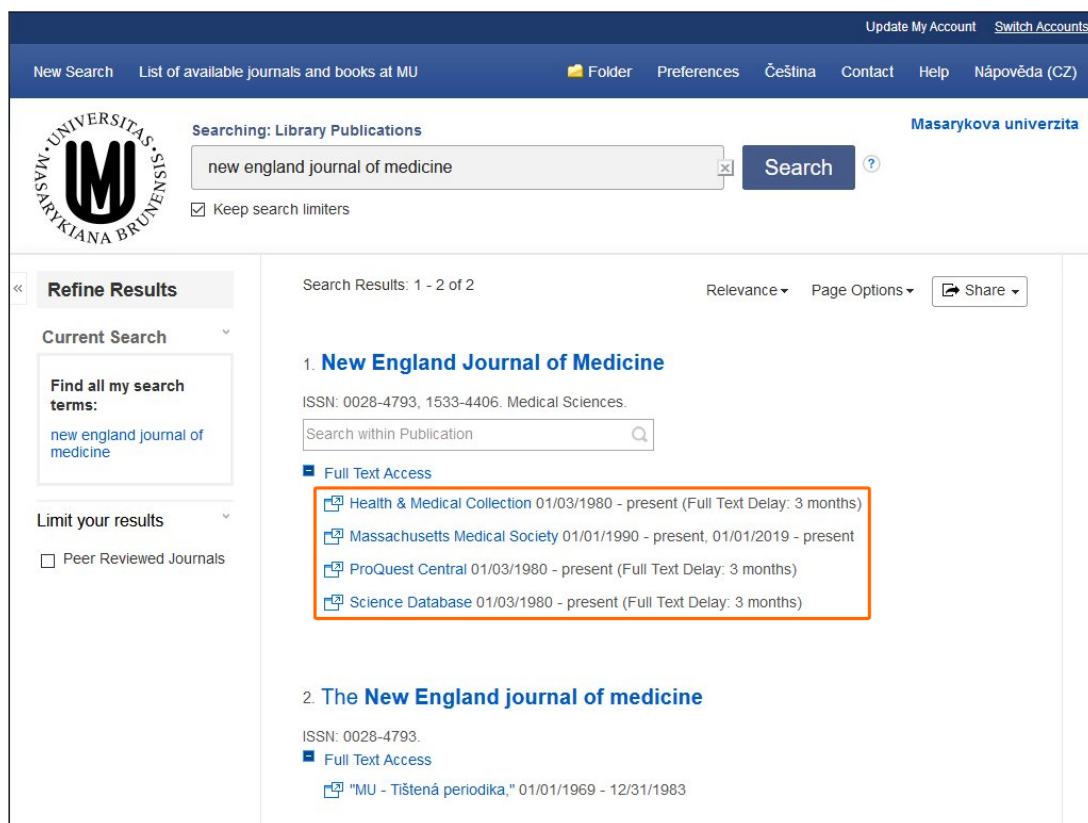 Update My Account Switch Accounts
New Search List of available journals and books at MU Folder Preferences Čeština Contact Help Nápověda (CZ)
UNIVERSITAS MASARYKIANA BRUNENSIS
MU
Masarykova univerzita
Searching: Library Publications
new england journal of medicine
Search
?
Keep search limiters
«
Refine Results
Current Search
Find all my search
terms:
new england journal of
medicine
Limit your results
Peer Reviewed Journals
Search Results: 1 - 2 of 2
Relevance Page Options Share
1. New England Journal of Medicine
ISSN: 0028-4793, 1533-4406. Medical Sciences.
Search within Publication
Full Text Access
Health & Medical Collection 01/03/1980 - present (Full Text Delay: 3 months)
Massachusetts Medical Society 01/01/1990 - present, 01/01/2019 - present
ProQuest Central 01/03/1980 - present (Full Text Delay: 3 months)
Science Database 01/03/1980 - present (Full Text Delay: 3 months)
2. The New England journal of medicine
ISSN: 0028-4793.
Full Text Access
"MU - Tištená periodika," 01/01/1969 - 12/31/1983